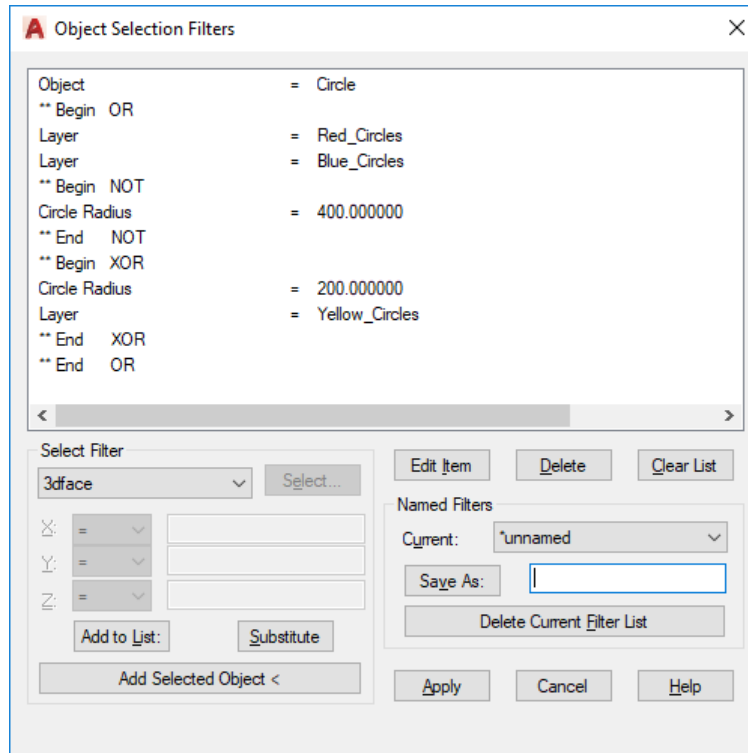 Object Selection Filters
Object = Circle
** Begin OR
Layer = Red_Circles
Layer = Blue_Circles
** Begin NOT
Circle Radius = 400.000000
** End NOT
** Begin XOR
Circle Radius = 200.000000
Layer = Yellow_Circles
** End XOR
** End OR
Select Filter
3dface Select...
X: =
Y: =
Z: =
Add to List: Substitute
Add Selected Object <
Edit Item Delete Clear List
Named Filters
Current: *unnamed
Save As:
Delete Current Filter List
Apply Cancel Help